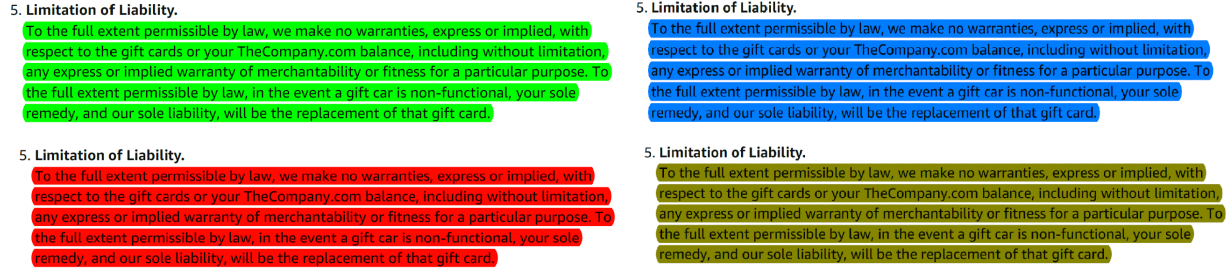 5. Limitation of Liability.
To the full extent permissible by law, we make no warranties, express or implied, with
respect to the gift cards or your TheCompany.com balance, including without limitation,
any express or implied warranty of merchantability or fitness for a particular purpose. To
the full extent permissible by law, in the event a gift car is non-functional, your sole
remedy, and our sole liability, will be the replacement of that gift card.
5. Limitation of Liability.
To the full extent permissible by law, we make no warranties, express or implied, with
respect to the gift cards or your TheCompany.com balance, including without limitation,
any express or implied warranty of merchantability or fitness for a particular purpose. To
the full extent permissible by law, in the event a gift car is non-functional, your sole
remedy, and our sole liability, will be the replacement of that gift card.
5. Limitation of Liability.
To the full extent permissible by law, we make no warranties, express or implied, with
respect to the gift cards or your TheCompany.com balance, including without limitation,
any express or implied warranty of merchantability or fitness for a particular purpose. To
the full extent permissible by law, in the event a gift car is non-functional, your sole
remedy, and our sole liability, will be the replacement of that gift card.
5. Limitation of Liability.
To the full extent permissible by law, we make no warranties, express or implied, with
respect to the gift cards or your TheCompany.com balance, including without limitation,
any express or implied warranty of merchantability or fitness for a particular purpose. To
the full extent permissible by law, in the event a gift car is non-functional, your sole
remedy, and our sole liability, will be the replacement of that gift card.